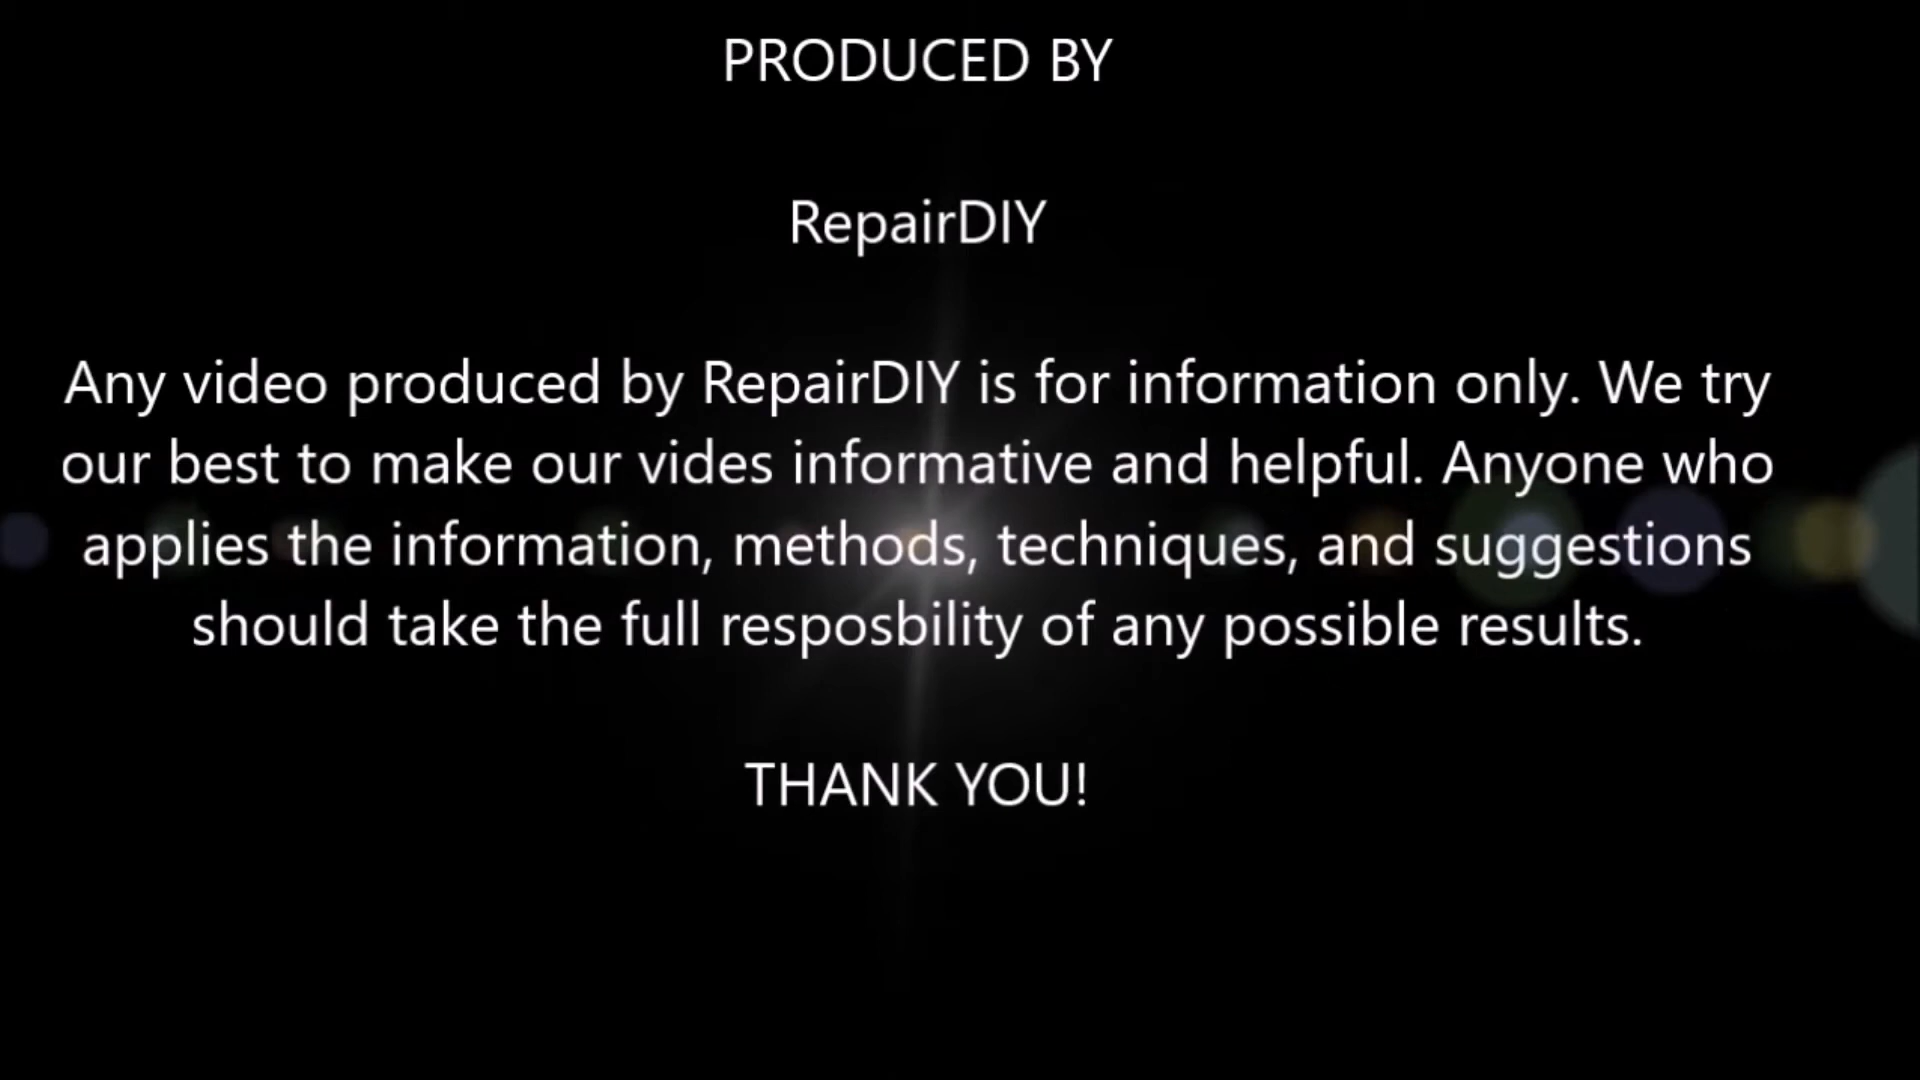 PRODUCED BY
RepairDIY
Any video produced by RepairDIY is for information only. We try
our best to make our vides informative and helpful. Anyone who
applies the information, methods, techniques, and suggestions
should take the full resposbility of any possible results.
THANK YOU!